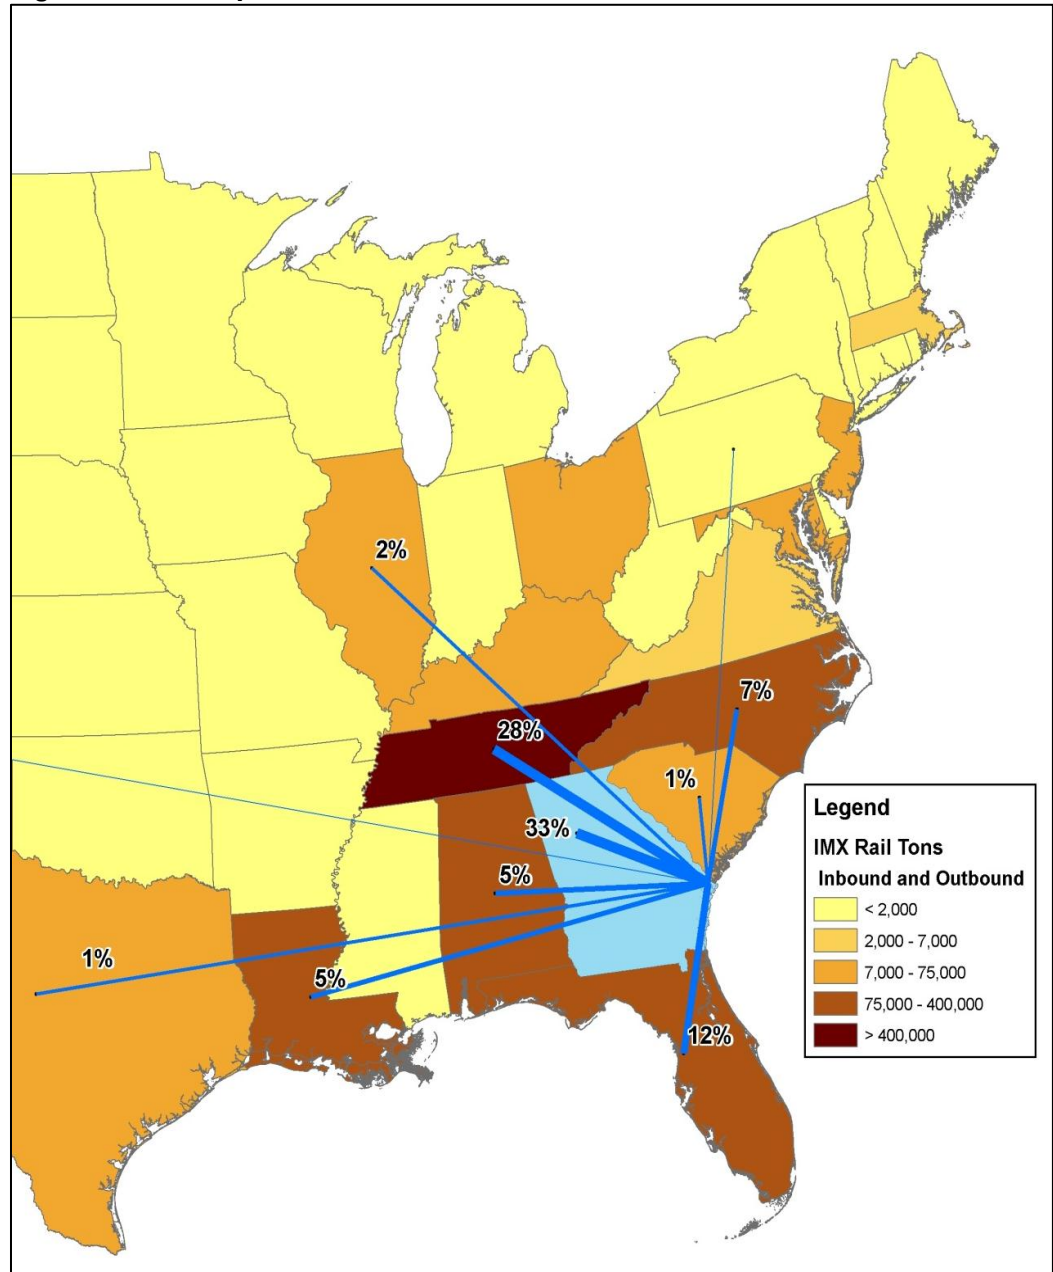 2%
7%
28%
1%
33%
5%
1%
5%
12%
Legend
IMX Rail Tons
Inbound and Outbound
< 2,000
2,000 - 7,000
7,000 - 75,000
75,000 - 400,000
> 400,000